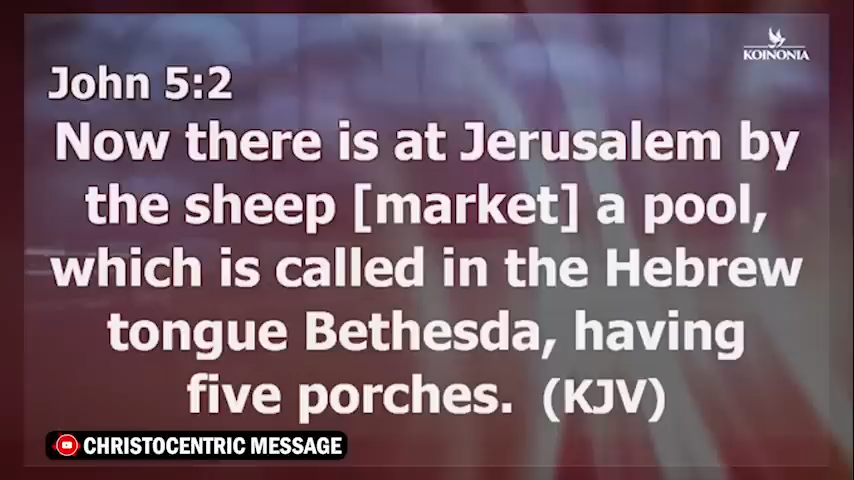 KOINONIA
John 5:2
Now there is at Jerusalem by
the sheep [market] a pool,
which is called in the Hebrew
tongue Bethesda, having
five porches. (KJV)
CHRISTOCENTRIC MESSAGE